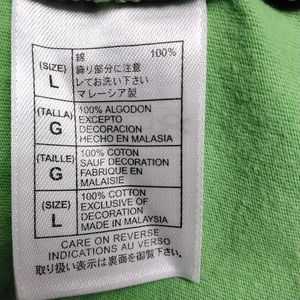 (SIZE)
L
綿 100%
飾り部分に注意
してお洗い下さい
マレーシア製
(TALLA)
G
100% ALGODON
EXCEPTO
DECORACION
HECHO EN MALASIA
(TAILLE)
G
100% COTON
SAUF DECORATION
FABRIQUE EN
MALAISIE
(SIZE)
L
100% COTTON
EXCLUSIVE OF
DECORATION
MADE IN MALAYSIA
CARE ON REVERSE
INDICATIONS AU VERSO
取り扱い表示は裏面を御覧下さい。